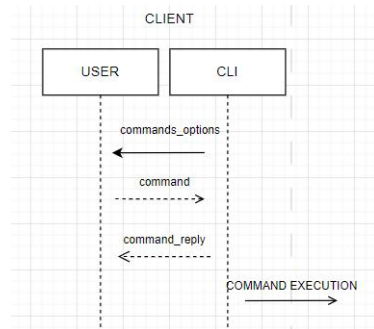 CLIENT
USER
CLI
commands_options
command
command_reply
COMMAND EXECUTION